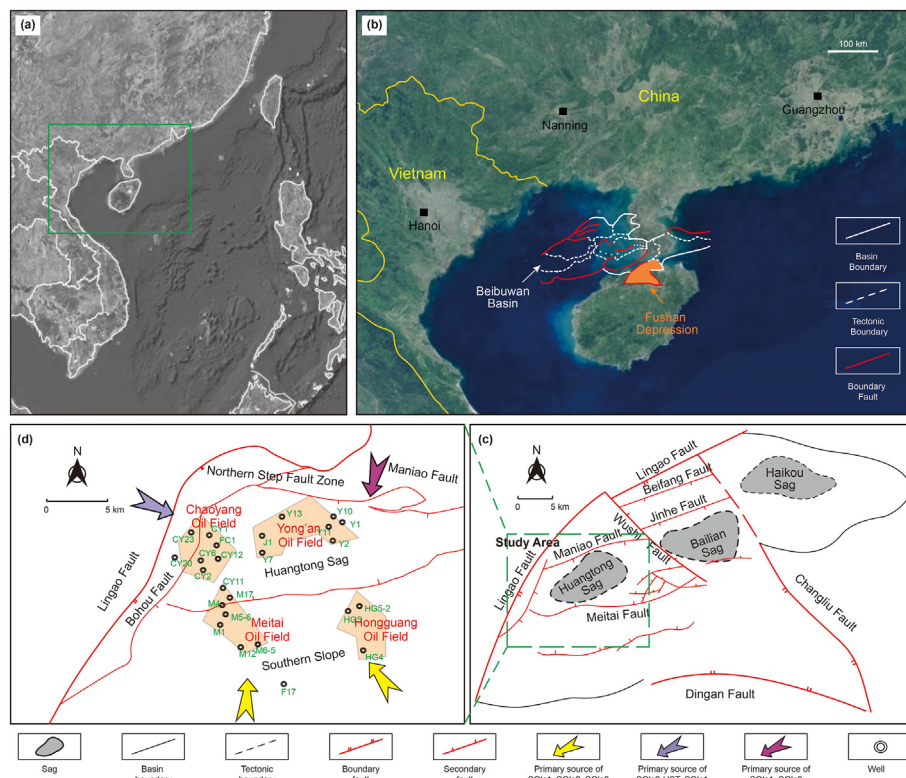 (a)
(b)
100 km
China
Nanning
Guangzhou
Vietnam
Hanoi
Beibuwan
Basin
Fushan
Depression
Basin
Boundary
Tectonic
Boundary
Boundary
Fault
(d)
N
0
5 km
Northern Step Fault Zone
Maniao Fault
Chaoyang
Oil Field
CY1
CY23
FC1
CY6
CY12
CY20
CY2
Y13
Y10
Y1
Y11
Yong'an
Oil Field
J1
Y2
Y7
Huangtong Sag
Lingao Fault
Bohou Fault
CY11
M17
M4
M5-6
M1
Meitai
Oil Field
M12
M6-5
HG5-2
HG5
Hongguang
Oil Field
HG4
Southern Slope
F17
(c)
N
0
5 km
Lingao Fault
Beifang Fault
Haikou
Sag
Jinhe Fault
Wushi Fault
Bailian
Sag
Study Area
Maniao Fault
Lingao Fault
Huangtong
Sag
Meitai Fault
Changliu Fault
Dingan Fault
Sag
Basin
Tectonic
Boundary
Secondary
Primary source of
Primary source of
Primary source of
Well